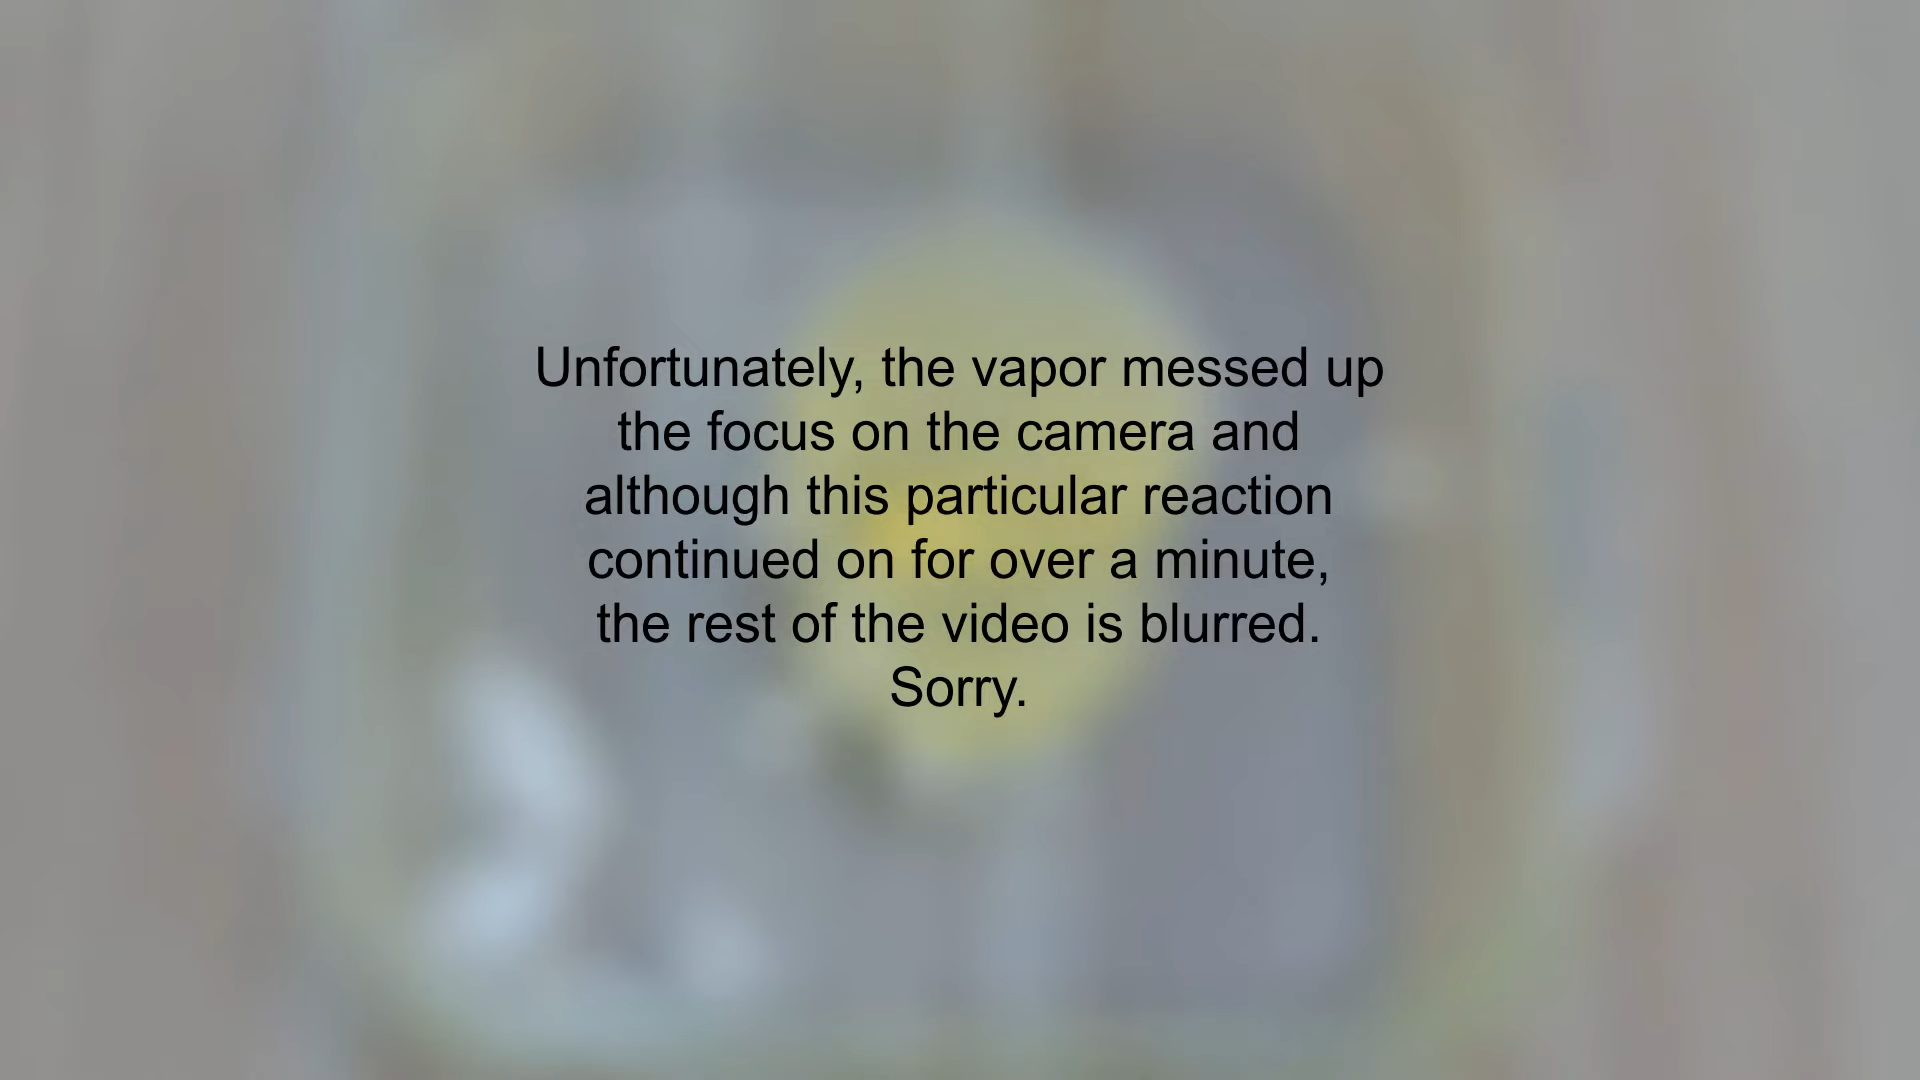 Unfortunately, the vapor messed up
the focus on the camera and
although this particular reaction
continued on for over a minute,
the rest of the video is blurred.
Sorry.